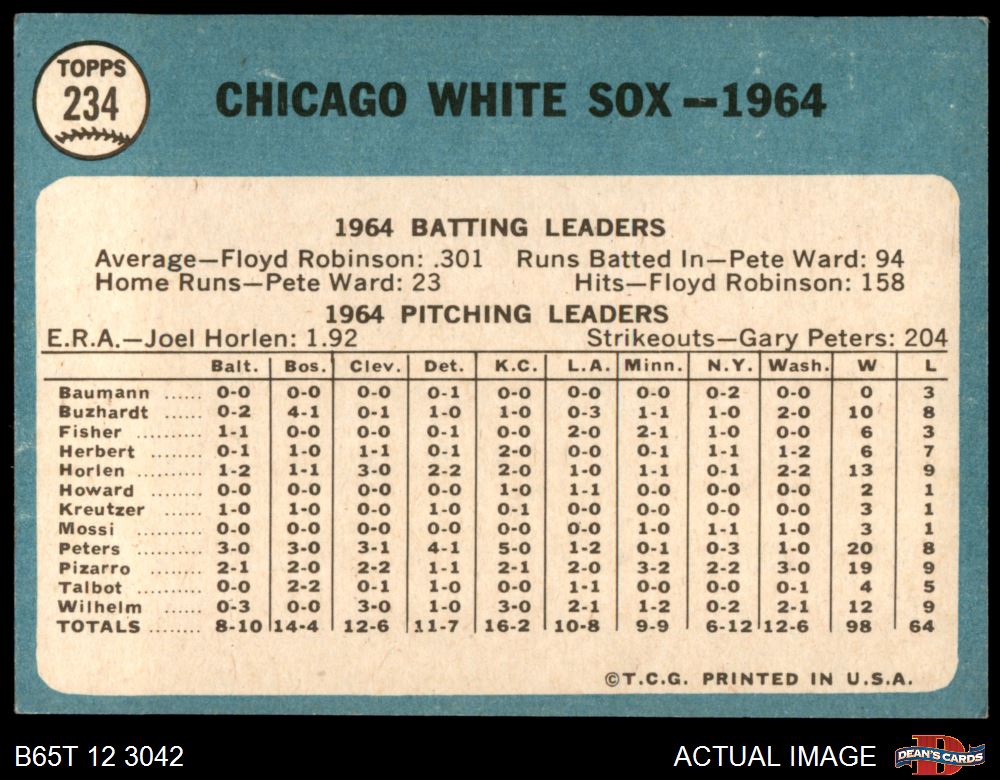 TOPPS
234
CHICAGO WHITE SOX—1964
1964 BATTING LEADERS
Average—Floyd Robinson: .301 Runs Batted In—Pete Ward: 94
Home Runs—Pete Ward: 23 Hits—Floyd Robinson: 158
1964 PITCHING LEADERS
E.R.A.—Joel Horlen: 1.92 Strikeouts—Gary Peters: 204
Balt. Bos. Clev. Det. K.C. L.A. Minn. N.Y. Wash. W L
Baumann ...... 0-0 0-0 0-0 0-1 0-0 0-0 0-0 0-2 0-0 0 3
Buzhardt ...... 0-2 4-1 0-1 1-0 1-0 0-3 1-1 1-0 2-0 10 8
Fisher .......... 1-1 0-0 0-0 0-1 0-0 2-0 2-1 1-0 0-0 6 3
Herbert ........ 0-1 1-0 1-1 0-1 2-0 0-0 0-1 1-1 1-2 6 7
Horlen .......... 1-2 1-1 3-0 2-2 2-0 1-0 1-1 0-1 2-2 13 9
Howard ........ 0-0 0-0 0-0 0-0 1-0 1-1 0-0 0-0 0-0 2 1
Kreutzer ...... 1-0 1-0 0-0 1-0 0-1 0-0 0-0 0-0 0-0 3 1
Mossi .......... 0-0 0-0 0-0 0-0 0-0 0-0 1-0 1-1 1-0 3 1
Peters .......... 3-0 3-0 3-1 4-1 5-0 1-2 0-1 0-3 1-0 20 8
Pizarro ........ 2-1 2-0 2-2 1-1 2-1 2-0 3-2 2-2 3-0 19 9
Talbot .......... 0-0 2-2 0-1 1-0 0-0 1-1 0-0 0-0 0-1 4 5
Wilhelm ...... 0-3 0-0 3-0 1-0 3-0 2-1 1-2 0-2 2-1 12 9
TOTALS ........ 8-10 14-4 12-6 11-7 16-2 10-8 9-9 6-12 12-6 98 64
©T.C.G. PRINTED IN U.S.A.
B65T 12 3042 ACTUAL IMAGE DEAN'S CARDS